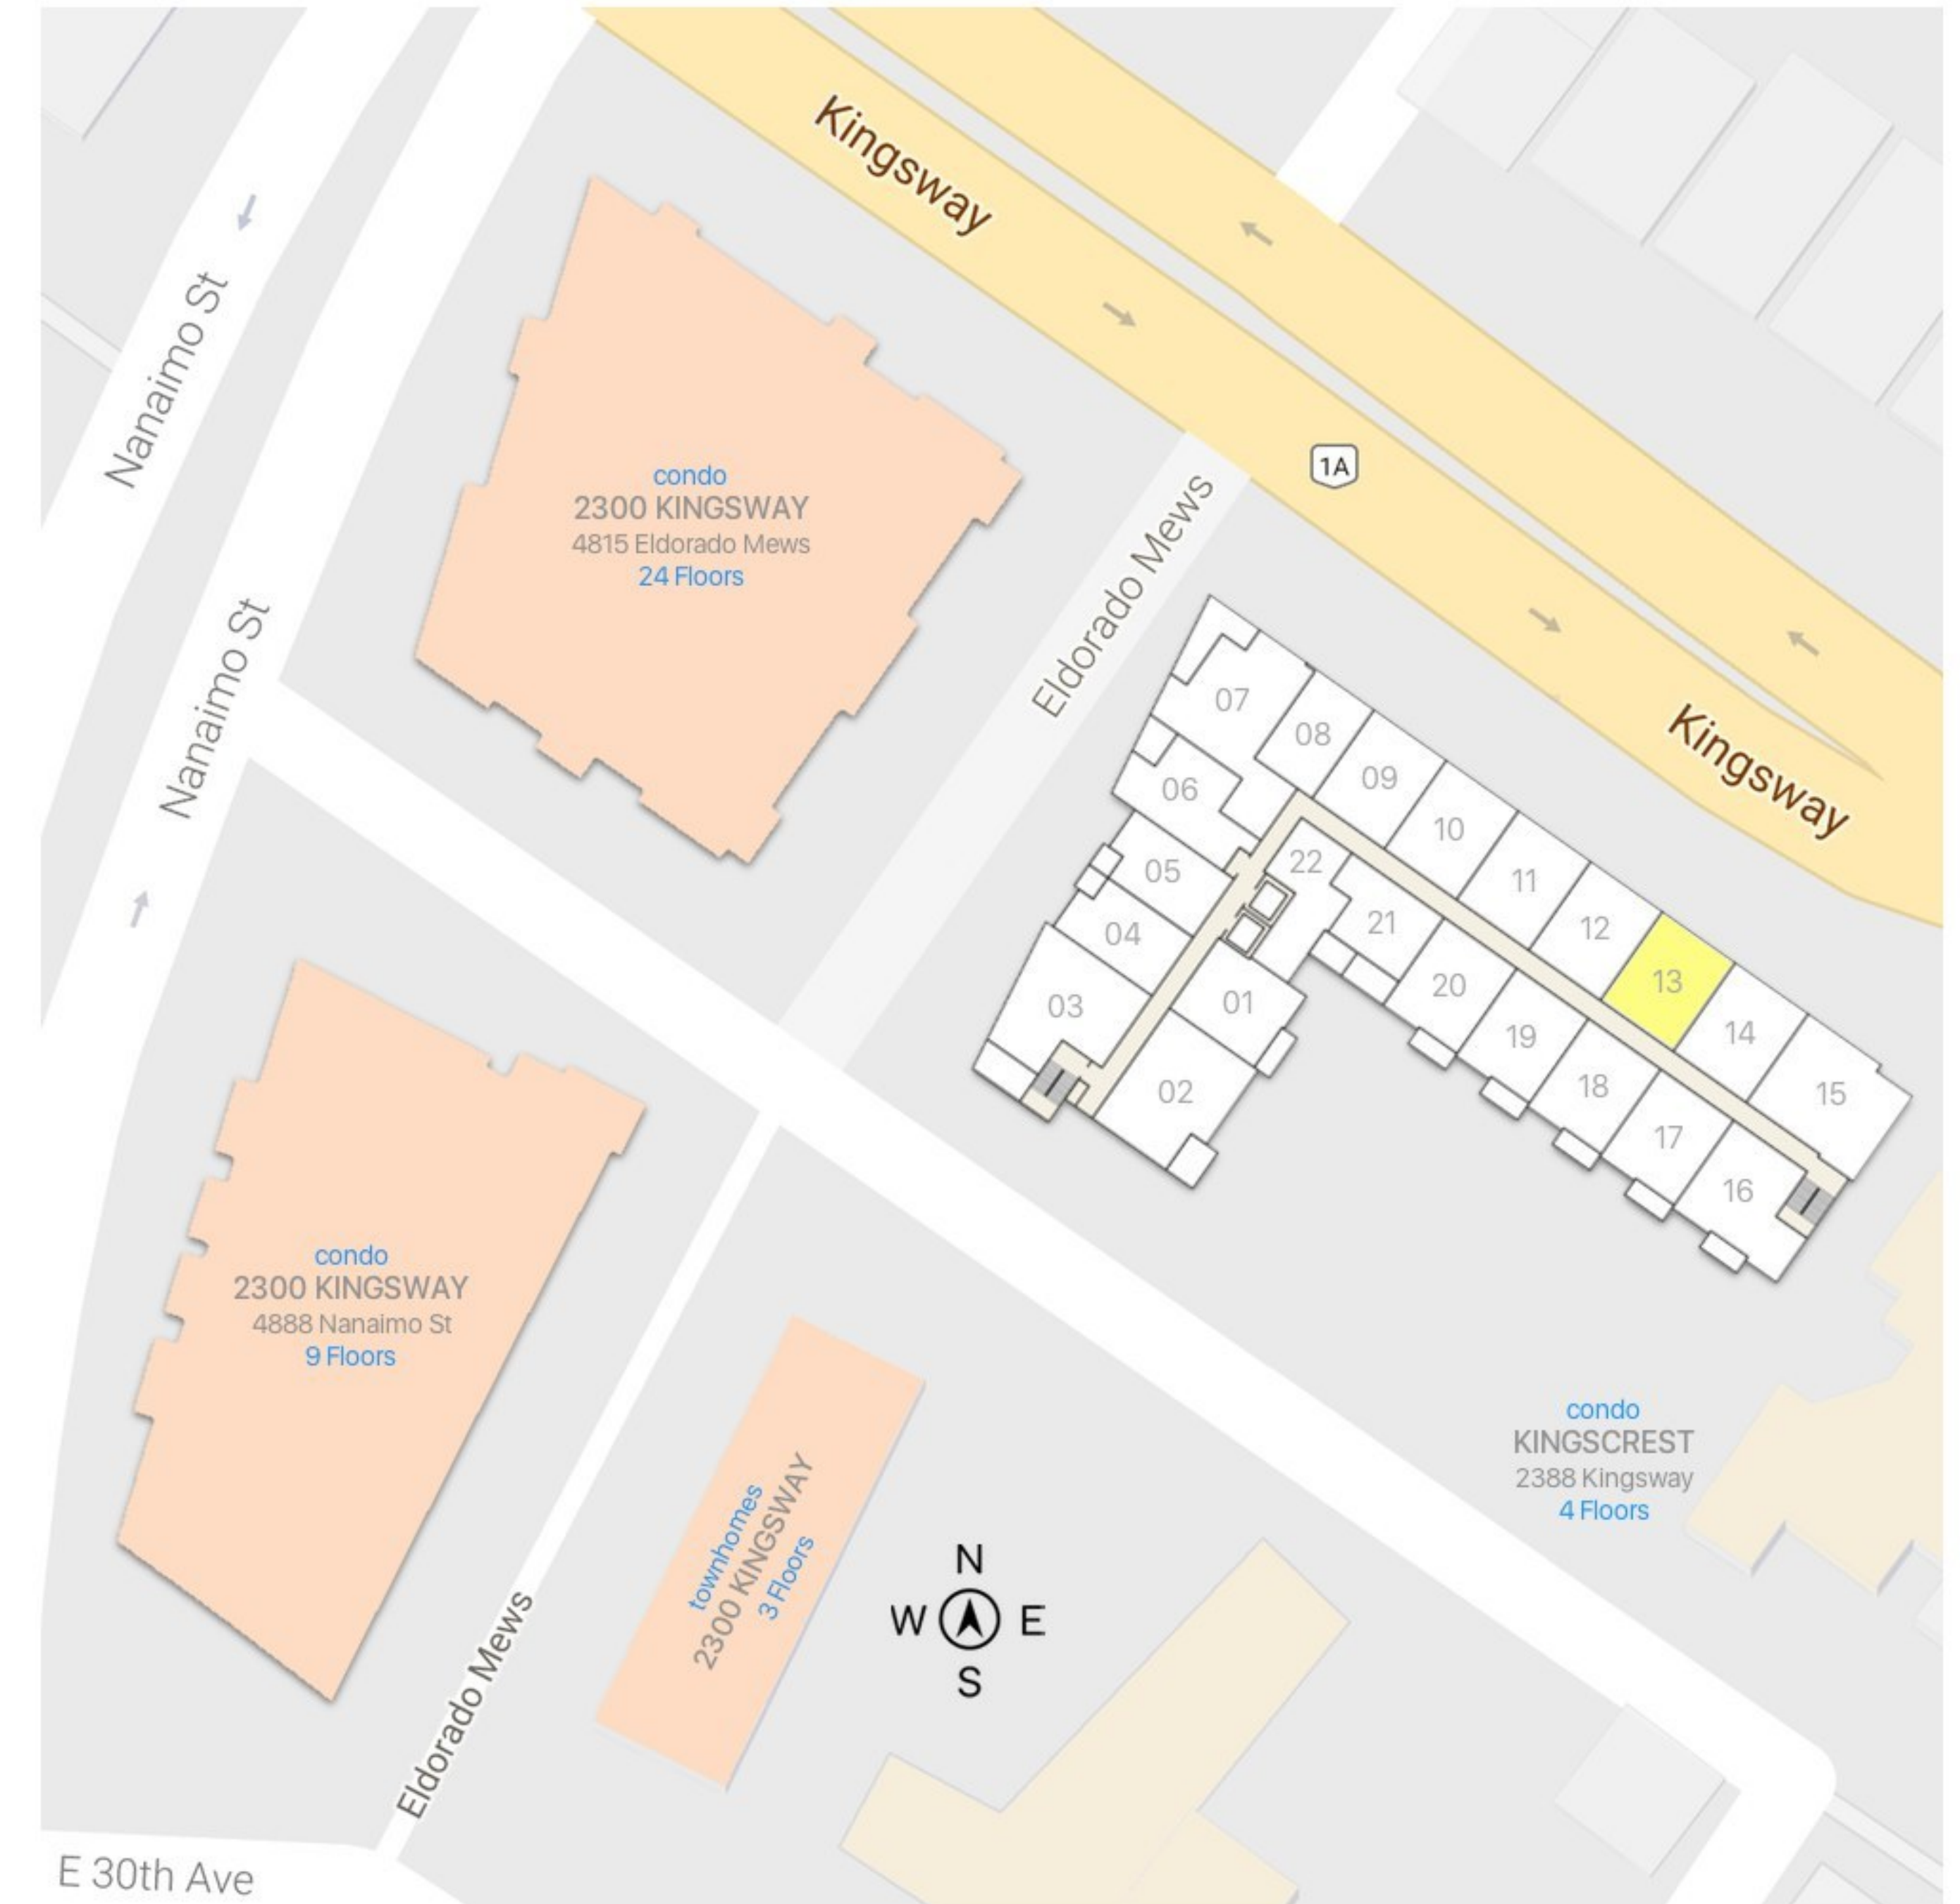 Kingsway
Nanaimo St
condo
2300 KINGSWAY
4815 Eldorado Mews
24 Floors
1A
Eldorado Mews
Nanaimo St
Kingsway
07
08
09
06
10
22
05
11
21
12
04
13
20
01
03
14
19
18
02
15
17
16
condo
2300 KINGSWAY
4888 Nanaimo St
9 Floors
condo
KINGSCREST
2388 Kingsway
4 Floors
townhomes
2300 KINGSWAY
3 Floors
N
W E
S
Eldorado Mews
E 30th Ave